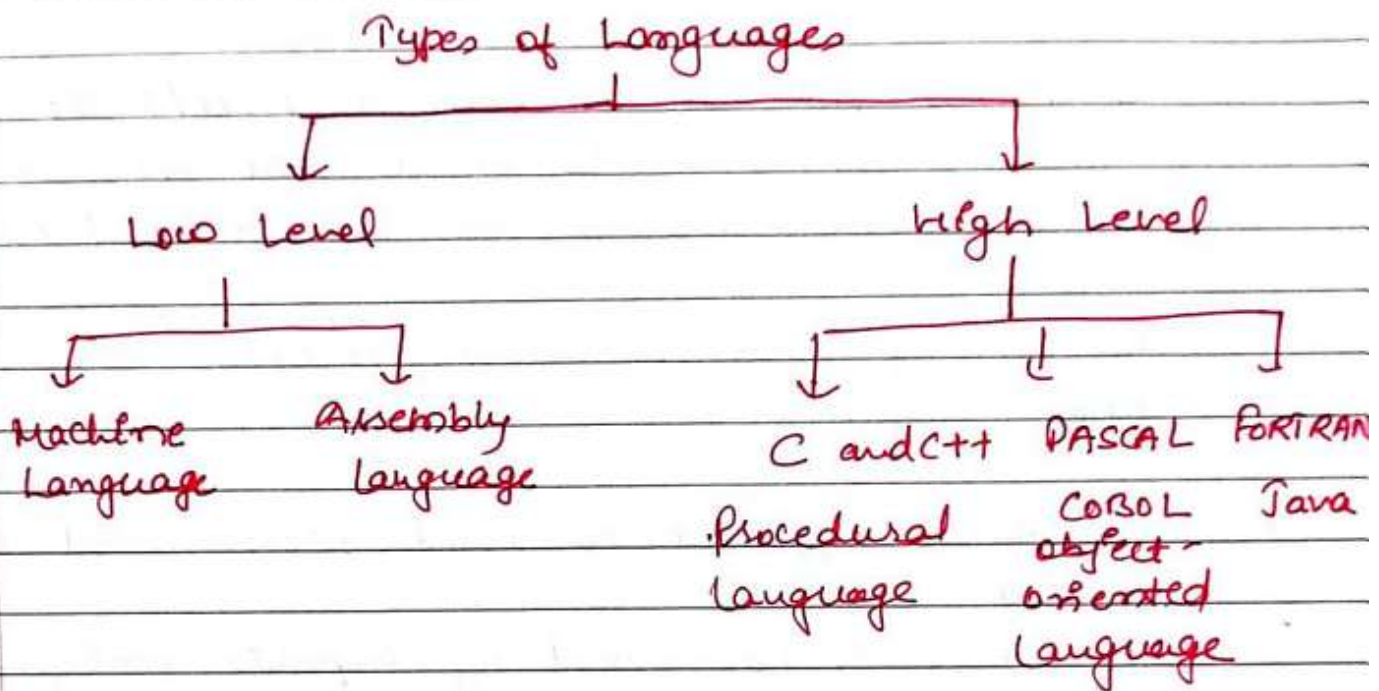 Types of Languages
Low Level High Level
Machine Assembly C and C++ PASCAL FORTRAN
Language language COBOL Java
Procedural object-
language oriented
language